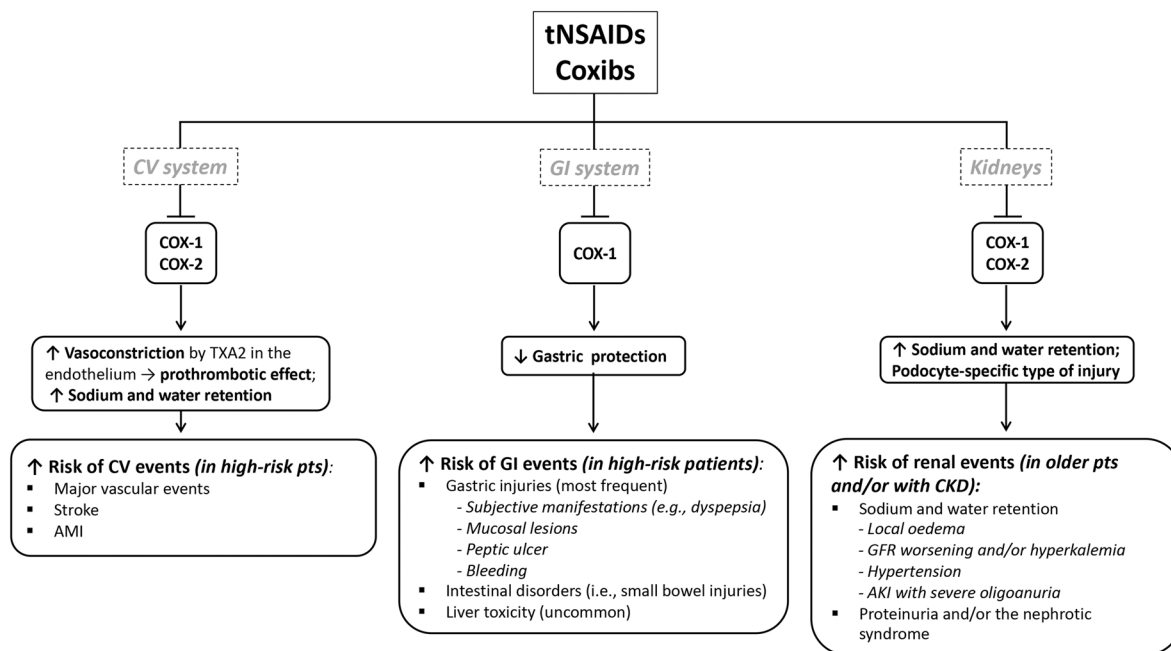 tNSAIDs
Coxibs
CV system
GI system
Kidneys
COX-1
COX-2
COX-1
COX-1
COX-2
↑ Vasoconstriction by TXA2 in the
endothelium → prothrombotic effect;
↑ Sodium and water retention
↓ Gastric protection
↑ Sodium and water retention;
Podocyte-specific type of injury
↑ Risk of CV events (in high-risk pts):
▪ Major vascular events
▪ Stroke
▪ AMI
↑ Risk of GI events (in high-risk patients):
▪ Gastric injuries (most frequent)
- Subjective manifestations (e.g., dyspepsia)
- Mucosal lesions
- Peptic ulcer
- Bleeding
▪ Intestinal disorders (i.e., small bowel injuries)
▪ Liver toxicity (uncommon)
↑ Risk of renal events (in older pts
and/or with CKD):
▪ Sodium and water retention
- Local oedema
- GFR worsening and/or hyperkalemia
- Hypertension
- AKI with severe oligoanuria
▪ Proteinuria and/or the nephrotic
syndrome